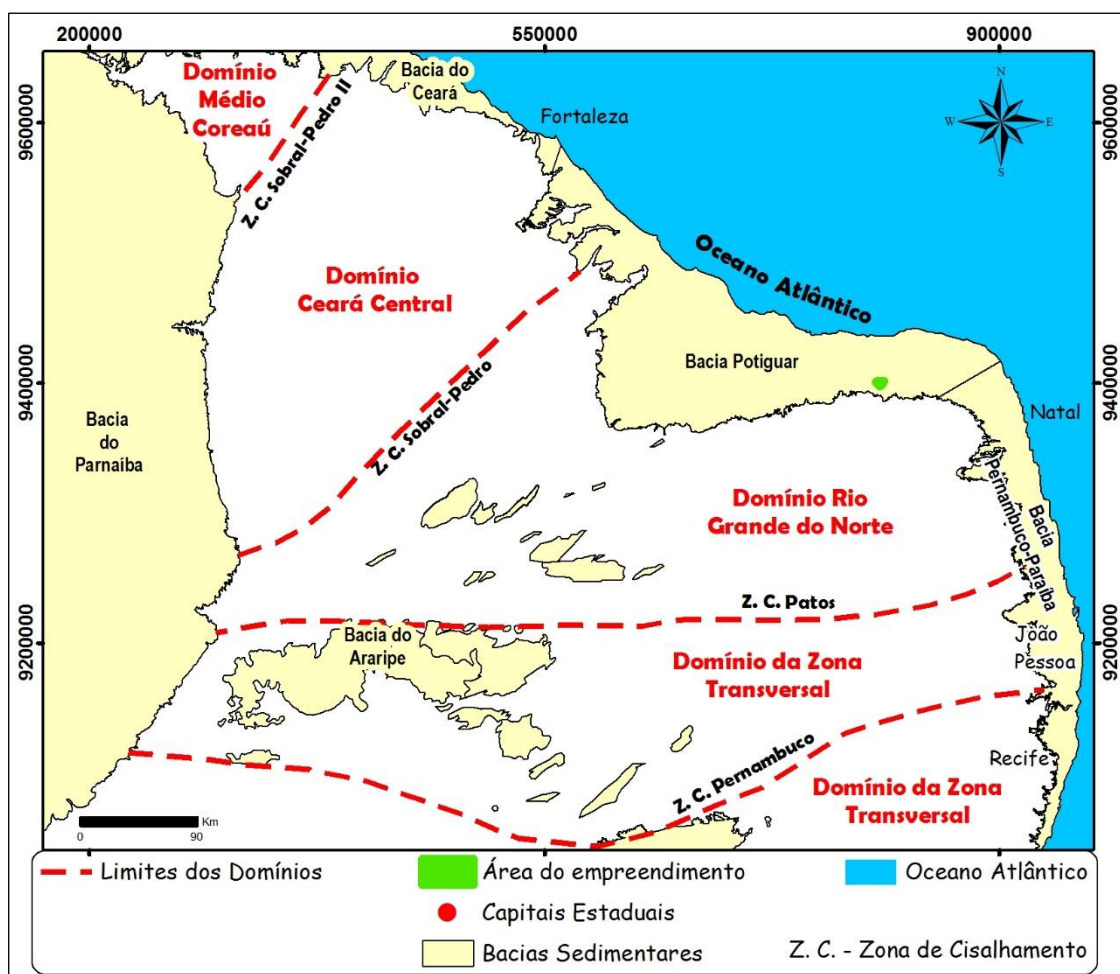 200000
550000
900000
9600000
9400000
9200000
9600000
9400000
9200000
N
W
E
S
Domínio
Médio
Coreaú
Z. C. Sobral-Pedro II
Bacia do
Ceará
Fortaleza
Oceano Atlântico
Domínio
Ceará Central
Z. C. Sobral-Pedro
Bacia Potiguar
Natal
Bacia
do
Parnaíba
Domínio Rio
Grande do Norte
Bacia
Pernambuco-Paraíba
Z. C. Patos
Bacia do
Araripe
João
Pessoa
Domínio da Zona
Transversal
Z. C. Pernambuco
Recife
Domínio da Zona
Transversal
Km
0
90
Limites dos Domínios
Área do empreendimento
Oceano Atlântico
Capitais Estaduais
Bacias Sedimentares
Z. C. - Zona de Cisalhamento